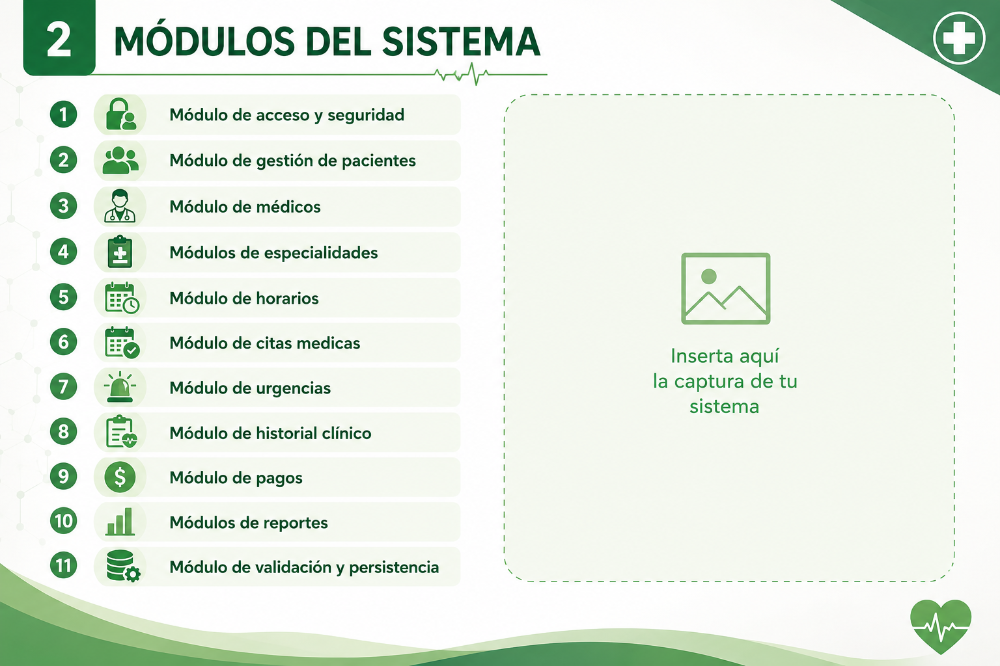 2
MÓDULOS DEL SISTEMA
1 Módulo de acceso y seguridad
2 Módulo de gestión de pacientes
3 Módulo de médicos
4 Módulos de especialidades
5 Módulo de horarios
6 Módulo de citas medicas
7 Módulo de urgencias
8 Módulo de historial clínico
9 $ Módulo de pagos
10 Módulos de reportes
11 Módulo de validación y persistencia
Inserta aquí
la captura de tu
sistema